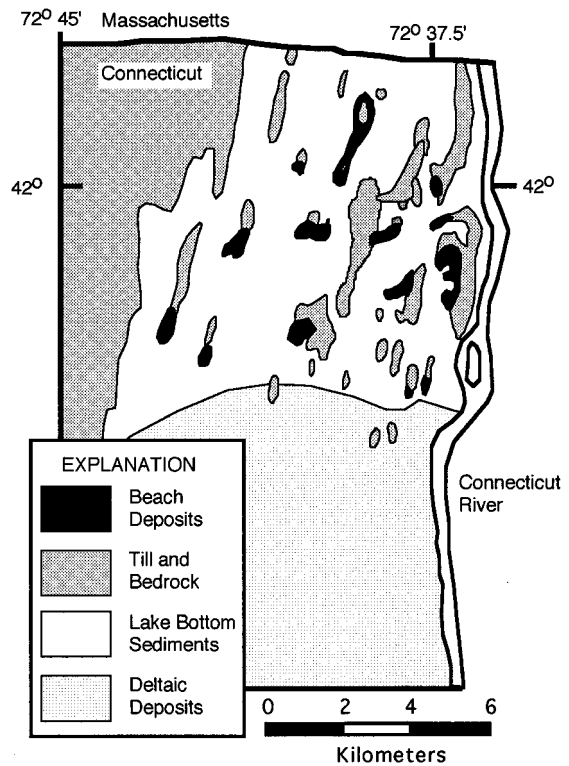 72° 45'
Massachusetts
72° 37.5'
Connecticut
42°
42°
Connecticut
River
EXPLANATION
Beach
Deposits
Till and
Bedrock
Lake Bottom
Sediments
Deltaic
Deposits
0 2 4 6
Kilometers